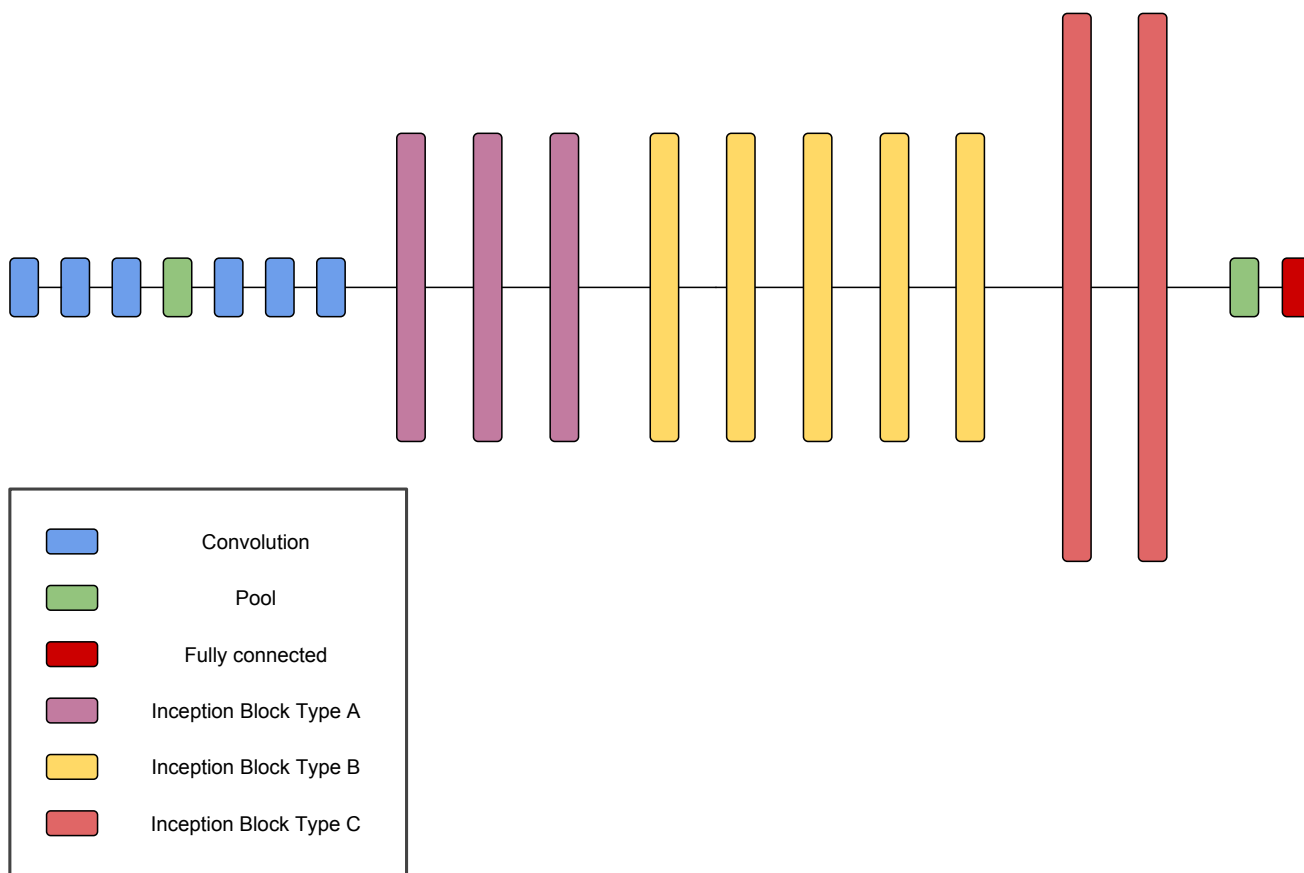 Convolution
Pool
Fully connected
Inception Block Type A
Inception Block Type B
Inception Block Type C